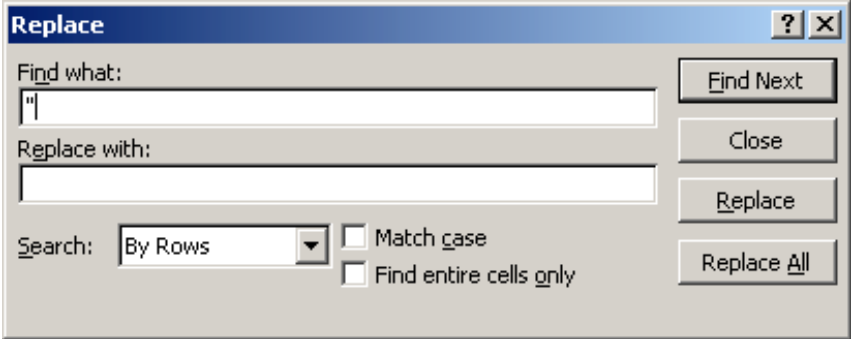 Replace
Find what:
"
Replace with:
Search: By Rows
Match case
Find entire cells only
Find Next
Close
Replace
Replace All